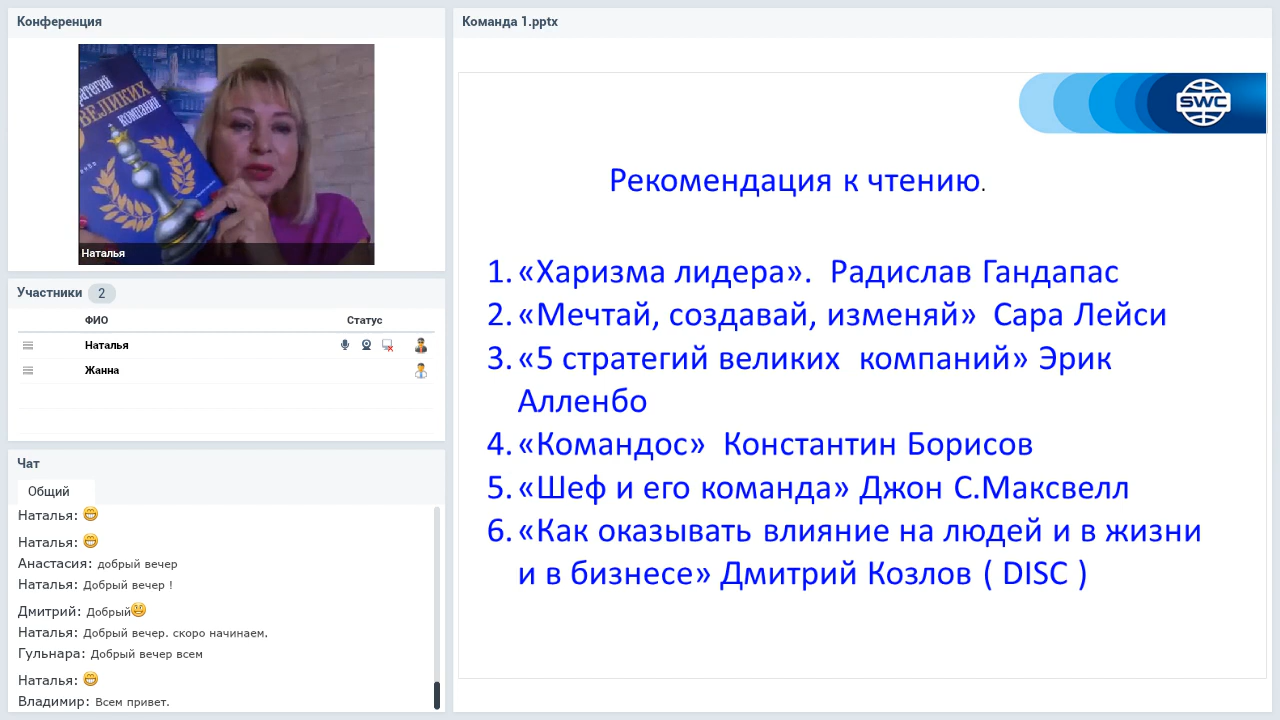 Конференция
ВЕЛИКИХ
КОМПАНИЙ
Наталья
Участники 2
ФИО Статус
Наталья
Жанна
Чат
Общий
Наталья:
Наталья:
Анастасия: добрый вечер
Наталья: Добрый вечер !
Дмитрий: Добрый
Наталья: Добрый вечер. скоро начинаем.
Гульнара: Добрый вечер всем
Наталья:
Владимир: Всем привет.
Команда 1.pptx
SWC
Рекомендация к чтению.
1. «Харизма лидера». Радислав Гандапас
2. «Мечтай, создавай, изменяй» Сара Лейси
3. «5 стратегий великих компаний» Эрик
Алленбо
4. «Командос» Константин Борисов
5. «Шеф и его команда» Джон С.Максвелл
6. «Как оказывать влияние на людей и в жизни
и в бизнесе» Дмитрий Козлов ( DISC )